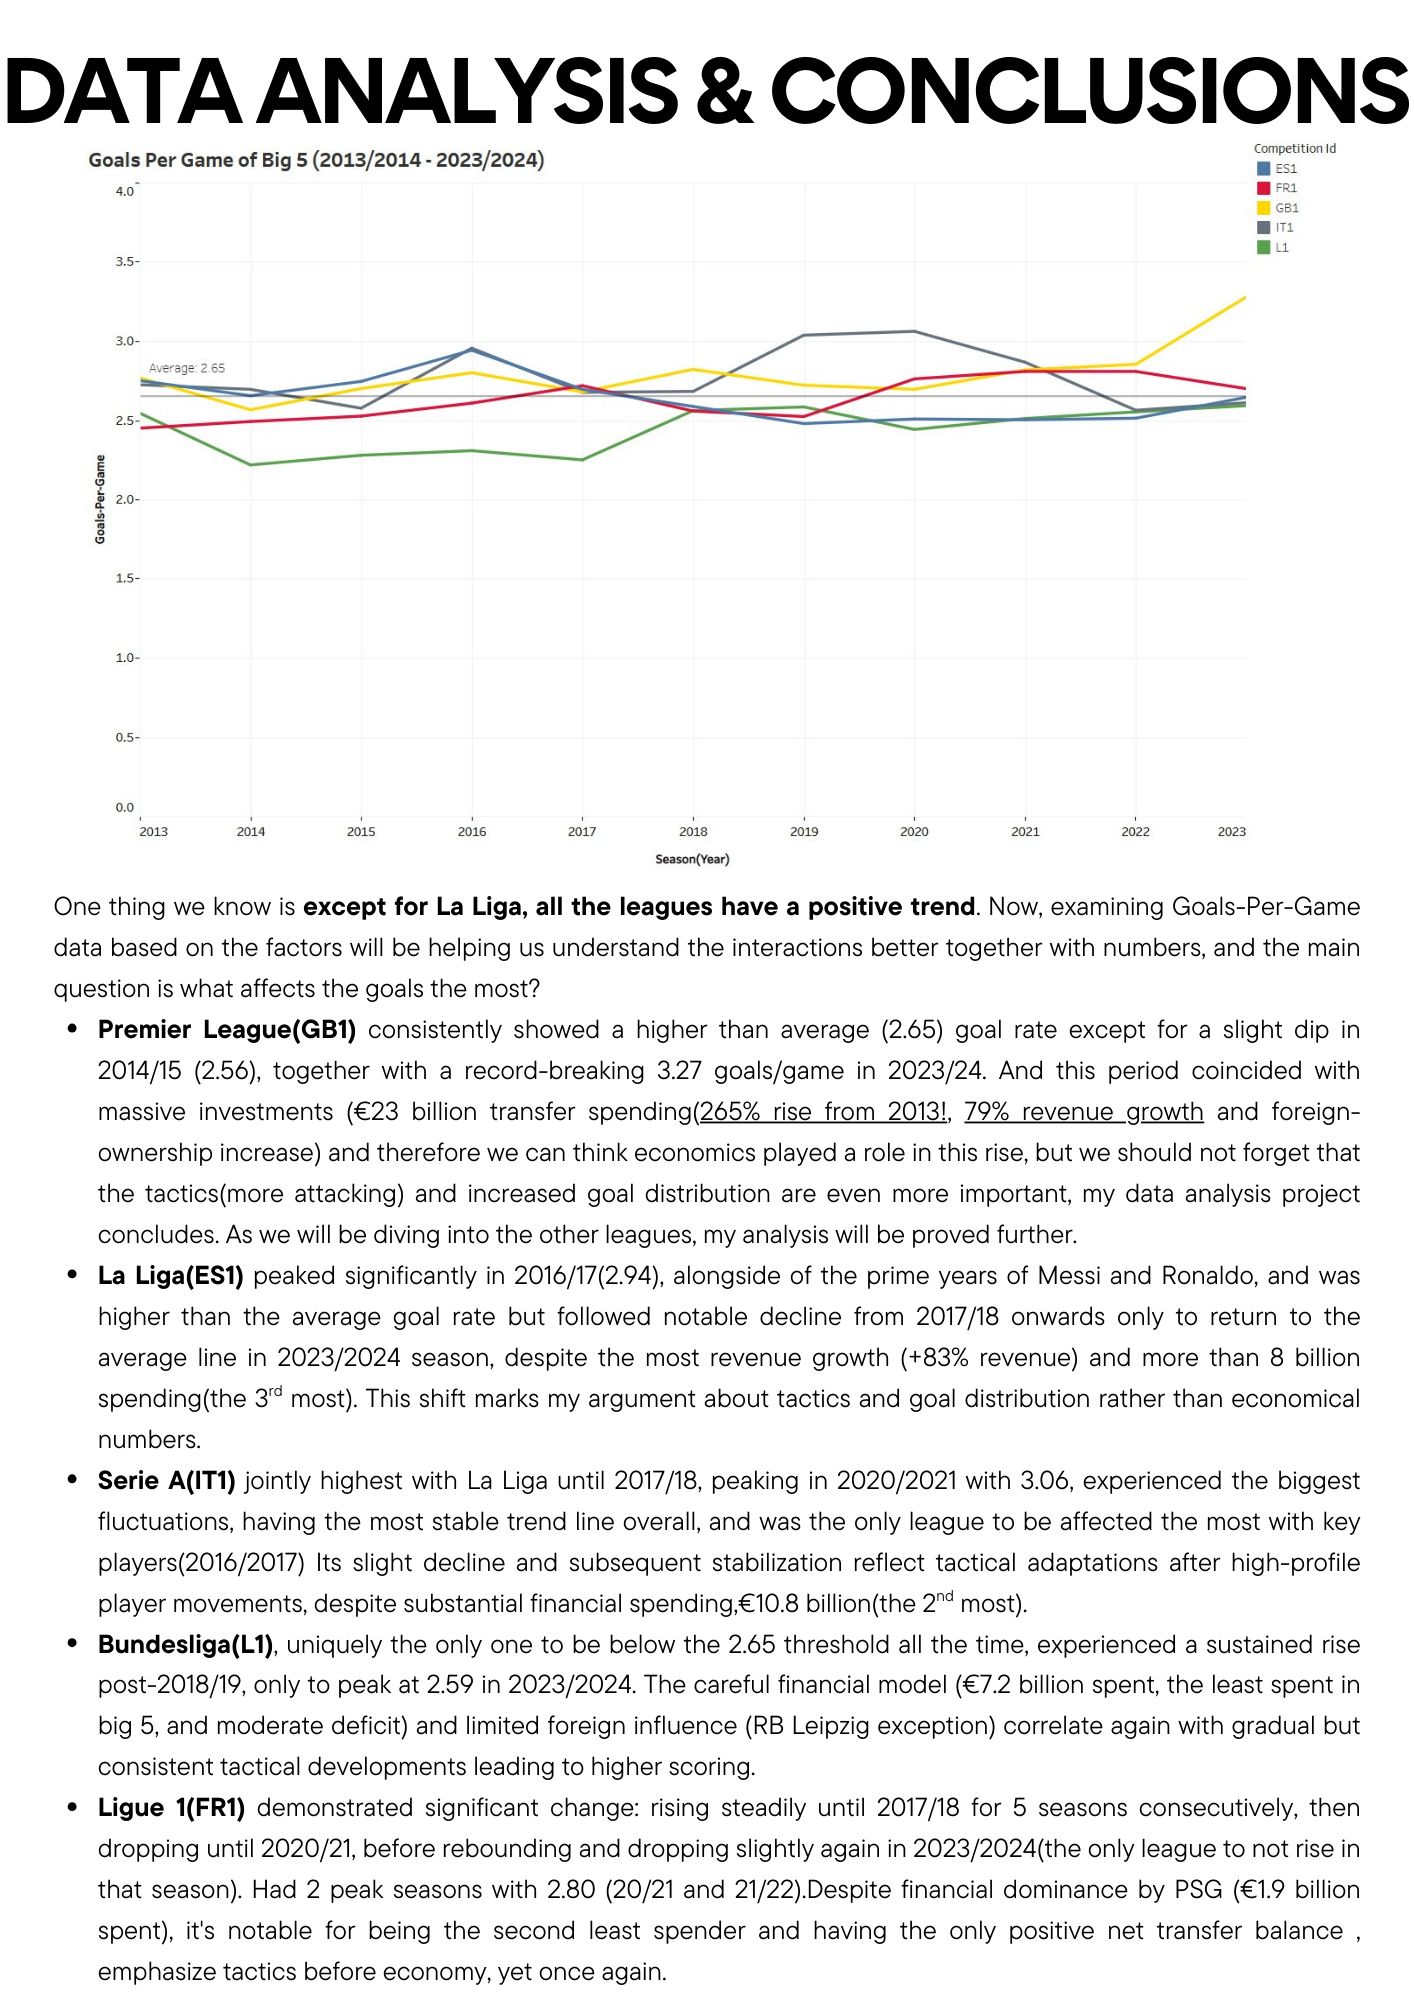 DATA ANALYSIS & CONCLUSIONS
Goals Per Game of Big 5 (2013/2014 - 2023/2024)
Competition Id
ES1
FR1
GB1
IT1
L1
4.0
3.5
3.0
Average: 2.65
2.5
2.0
1.5
1.0
0.5
0.0
Goals-Per-Game
2013 2014 2015 2016 2017 2018 2019 2020 2021 2022 2023
Season(Year)
One thing we know is except for La Liga, all the leagues have a positive trend. Now, examining Goals-Per-Game
data based on the factors will be helping us understand the interactions better together with numbers, and the main
question is what affects the goals the most?
• Premier League(GB1) consistently showed a higher than average (2.65) goal rate except for a slight dip in
2014/15 (2.56), together with a record-breaking 3.27 goals/game in 2023/24. And this period coincided with
massive investments (€23 billion transfer spending(265% rise from 2013!, 79% revenue growth and foreign-
ownership increase) and therefore we can think economics played a role in this rise, but we should not forget that
the tactics(more attacking) and increased goal distribution are even more important, my data analysis project
concludes. As we will be diving into the other leagues, my analysis will be proved further.
• La Liga(ES1) peaked significantly in 2016/17(2.94), alongside of the prime years of Messi and Ronaldo, and was
higher than the average goal rate but followed notable decline from 2017/18 onwards only to return to the
average line in 2023/2024 season, despite the most revenue growth (+83% revenue) and more than 8 billion
spending(the 3rd most). This shift marks my argument about tactics and goal distribution rather than economical
numbers.
• Serie A(IT1) jointly highest with La Liga until 2017/18, peaking in 2020/2021 with 3.06, experienced the biggest
fluctuations, having the most stable trend line overall, and was the only league to be affected the most with key
players(2016/2017) Its slight decline and subsequent stabilization reflect tactical adaptations after high-profile
player movements, despite substantial financial spending,€10.8 billion(the 2nd most).
• Bundesliga(L1), uniquely the only one to be below the 2.65 threshold all the time, experienced a sustained rise
post-2018/19, only to peak at 2.59 in 2023/2024. The careful financial model (€7.2 billion spent, the least spent in
big 5, and moderate deficit) and limited foreign influence (RB Leipzig exception) correlate again with gradual but
consistent tactical developments leading to higher scoring.
• Ligue 1(FR1) demonstrated significant change: rising steadily until 2017/18 for 5 seasons consecutively, then
dropping until 2020/21, before rebounding and dropping slightly again in 2023/2024(the only league to not rise in
that season). Had 2 peak seasons with 2.80 (20/21 and 21/22).Despite financial dominance by PSG (€1.9 billion
spent), it's notable for being the second least spender and having the only positive net transfer balance ,
emphasize tactics before economy, yet once again.